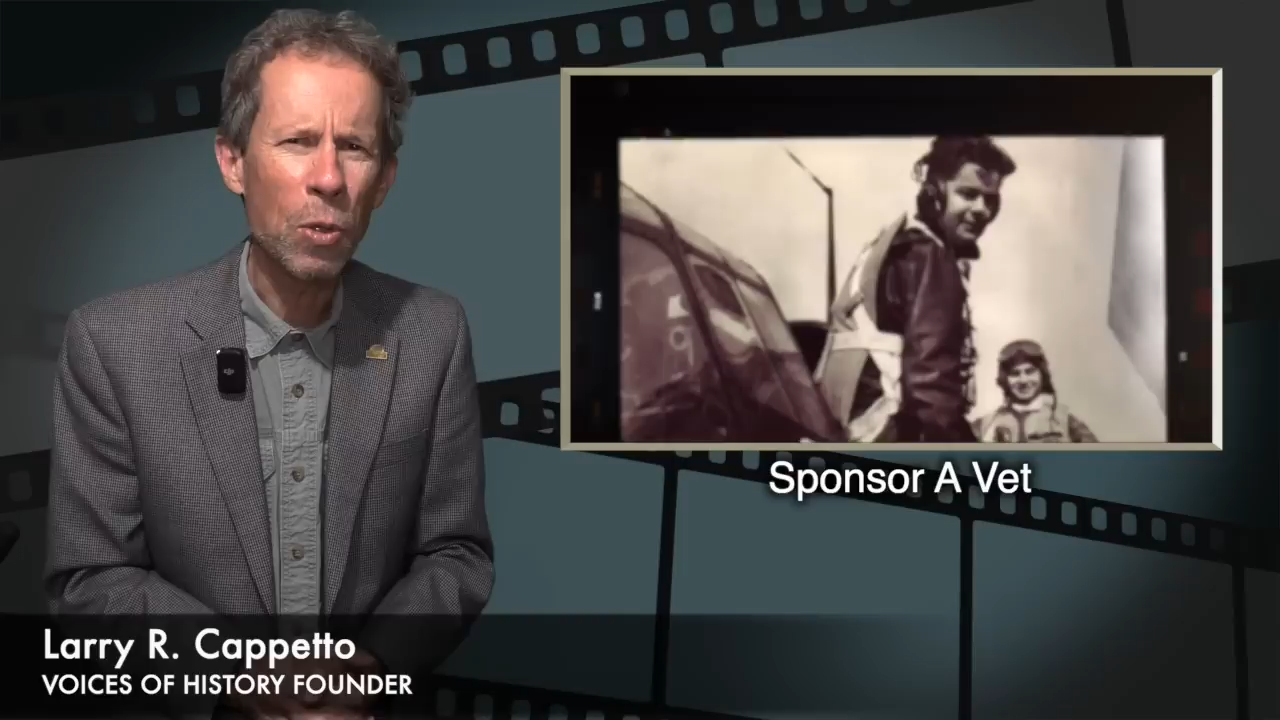 Sponsor A Vet
Larry R. Cappetto
VOICES OF HISTORY FOUNDER